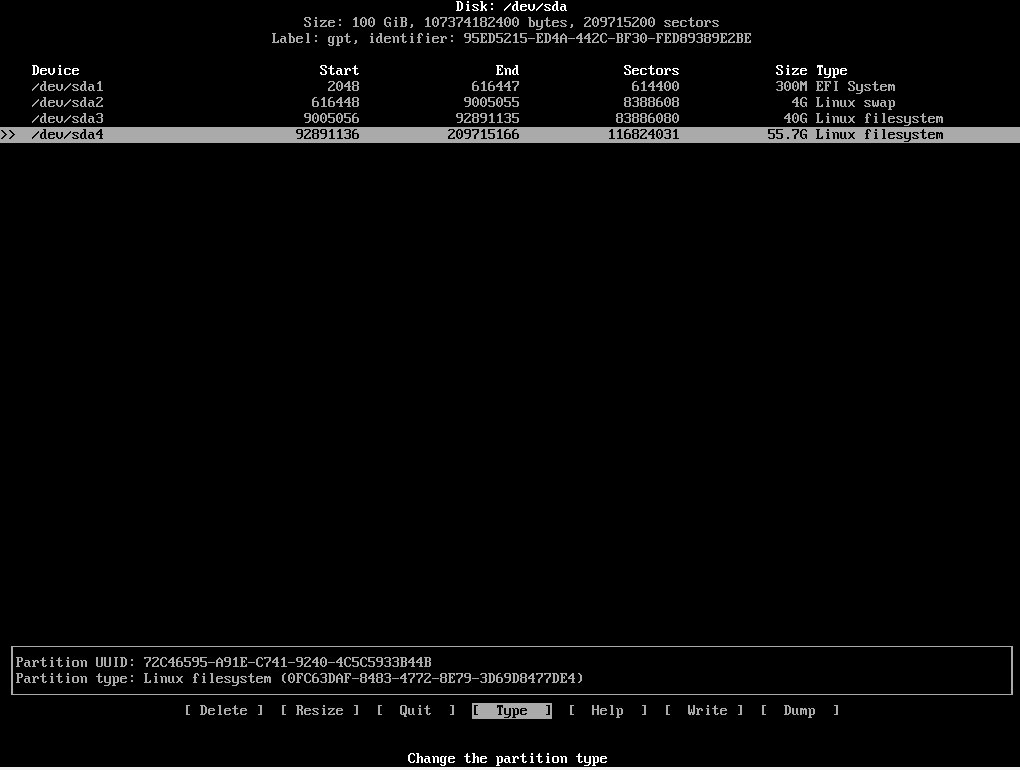 Disk: /dev/sda
Size: 100 GiB, 107374182400 bytes, 209715200 sectors
Label: gpt, identifier: 95ED5215-ED4A-442C-BF30-FED89389E2BE
Device Start End Sectors Size Type
/dev/sda1 2048 616447 614400 300M EFI System
/dev/sda2 616448 9005055 8388608 4G Linux swap
/dev/sda3 9005056 92891135 83886080 40G Linux filesystem
>> /dev/sda4 92891136 209715166 116824031 55.7G Linux filesystem
Partition UUID: 72C46595-A91E-C741-9240-4C5C5933B44B
Partition type: Linux filesystem (0FC63DAF-8483-4772-8E79-3D69D8477DE4)
[ Delete ] [ Resize ] [ Quit ] [ Type ] [ Help ] [ Write ] [ Dump ]
Change the partition type